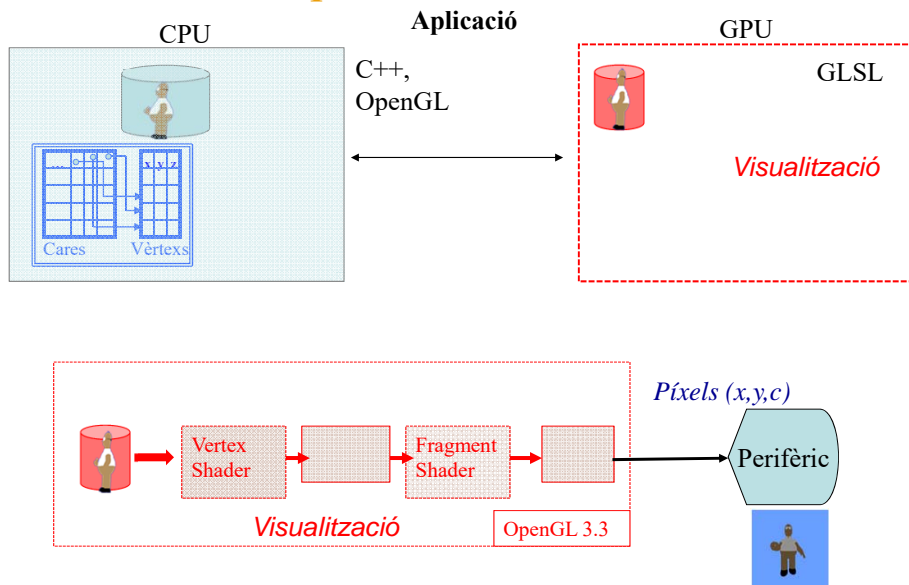 Aplicació
CPU
GPU
C++,
OpenGL
GLSL
Visualització
... x y z
Cares Vèrtexs
Píxels (x,y,c)
Vertex
Shader
Fragment
Shader
Perifèric
Visualització
OpenGL 3.3